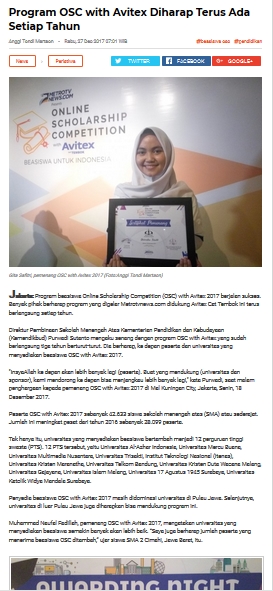 Program OSC with Avitex Diharap Terus Ada
Setiap Tahun
Anggi Tondi Martaon - Rabu, 27 Dec 2017 07:01 WIB
#beasiswa osc #pendidikan
News
Peristiwa
TWITTER
FACEBOOK
GOOGLE+
METROTV
NEWS.COM
ONLINE
SCHOLARSHIP
COMPETITION
with Avitex
BEASISWA UNTUK INDONESIA
pemenang OSC with Avitex 2017 (Foto:Anggi Tondi Martaon)
Jakarta: Program beasiswa Online Scholarship Competition (OSC) with Avitex 2017 berjalan sukses.
Banyak pihak berharap program yang digelar Metrotvnews.com didukung Avitex Cat Tembok ini terus
berlangsung setiap tahun.
Direktur Pembinaan Sekolah Menengah Atas Kementerian Pendidikan dan Kebudayaan
(Kemendikbud) Purwadi Sutanto mengaku senang dengan program OSC with Avitex yang sudah
berlangsung tiga tahun berturut-turut. Dia berharap, ke depan peserta dan universitas yang
menyediakan beasiswa OSC with Avitex 2017.
"InsyaAllah ke depan akan lebih banyak lagi (peserta). Buat yang mendukung (universitas dan
sponsor), kami mendorong ke depan bisa menjangkau lebih banyak lagi," kata Purwadi, saat malam
penghargaan kepada pemenang OSC with Avitex 2017 di Mal Kuningan City, Jakarta, Senin, 18
Desember 2017.
Peserta OSC with Avitex 2017 sebanyak 42.633 siswa sekolah menengah atas (SMA) atau sederajat.
Jumlah ini meningkat pesat dari tahun 2016 sebanyak 28.099 peserta.
Tak hanya itu, universitas yang menyediakan beasiswa bertambah menjadi 12 perguruan tinggi
swasta (PTS). 12 PTS tersebut, yaitu Universitas Al'azhar Indonesia, Universitas Mercu Buana,
Universitas Multimedia Nusantara, Universitas Trisakti, Institut Teknologi Nasional (Itenas),
Universitas Kristen Maranatha, Universitas Telkom Bandung, Universitas Kristen Duta Wacana Malang,
Universitas Gajayana, Universitas Islam Malang, Universitas 17 Agustus 1945 Surabaya, Universitas
Katolik Widya Mandala Surabaya.
Penyedia beasiswa OSC with Avitex 2017 masih didominasi universitas di Pulau Jawa. Selanjutnya,
universitas di luar Pulau Jawa juga diharapkan bisa mendukung program ini.
Muhammad Naufal Fadillah, pemenang OSC with Avitex 2017, mengatakan universitas yang
menyediakan beasiswa semakin banyak akan lebih baik. "Saya juga berharap jumlah peserta yang
menerima beasiswa OSC ditambah," ujar siswa SMA 2 Cimahi, Jawa Barat, itu.
AWARDING NIGHT